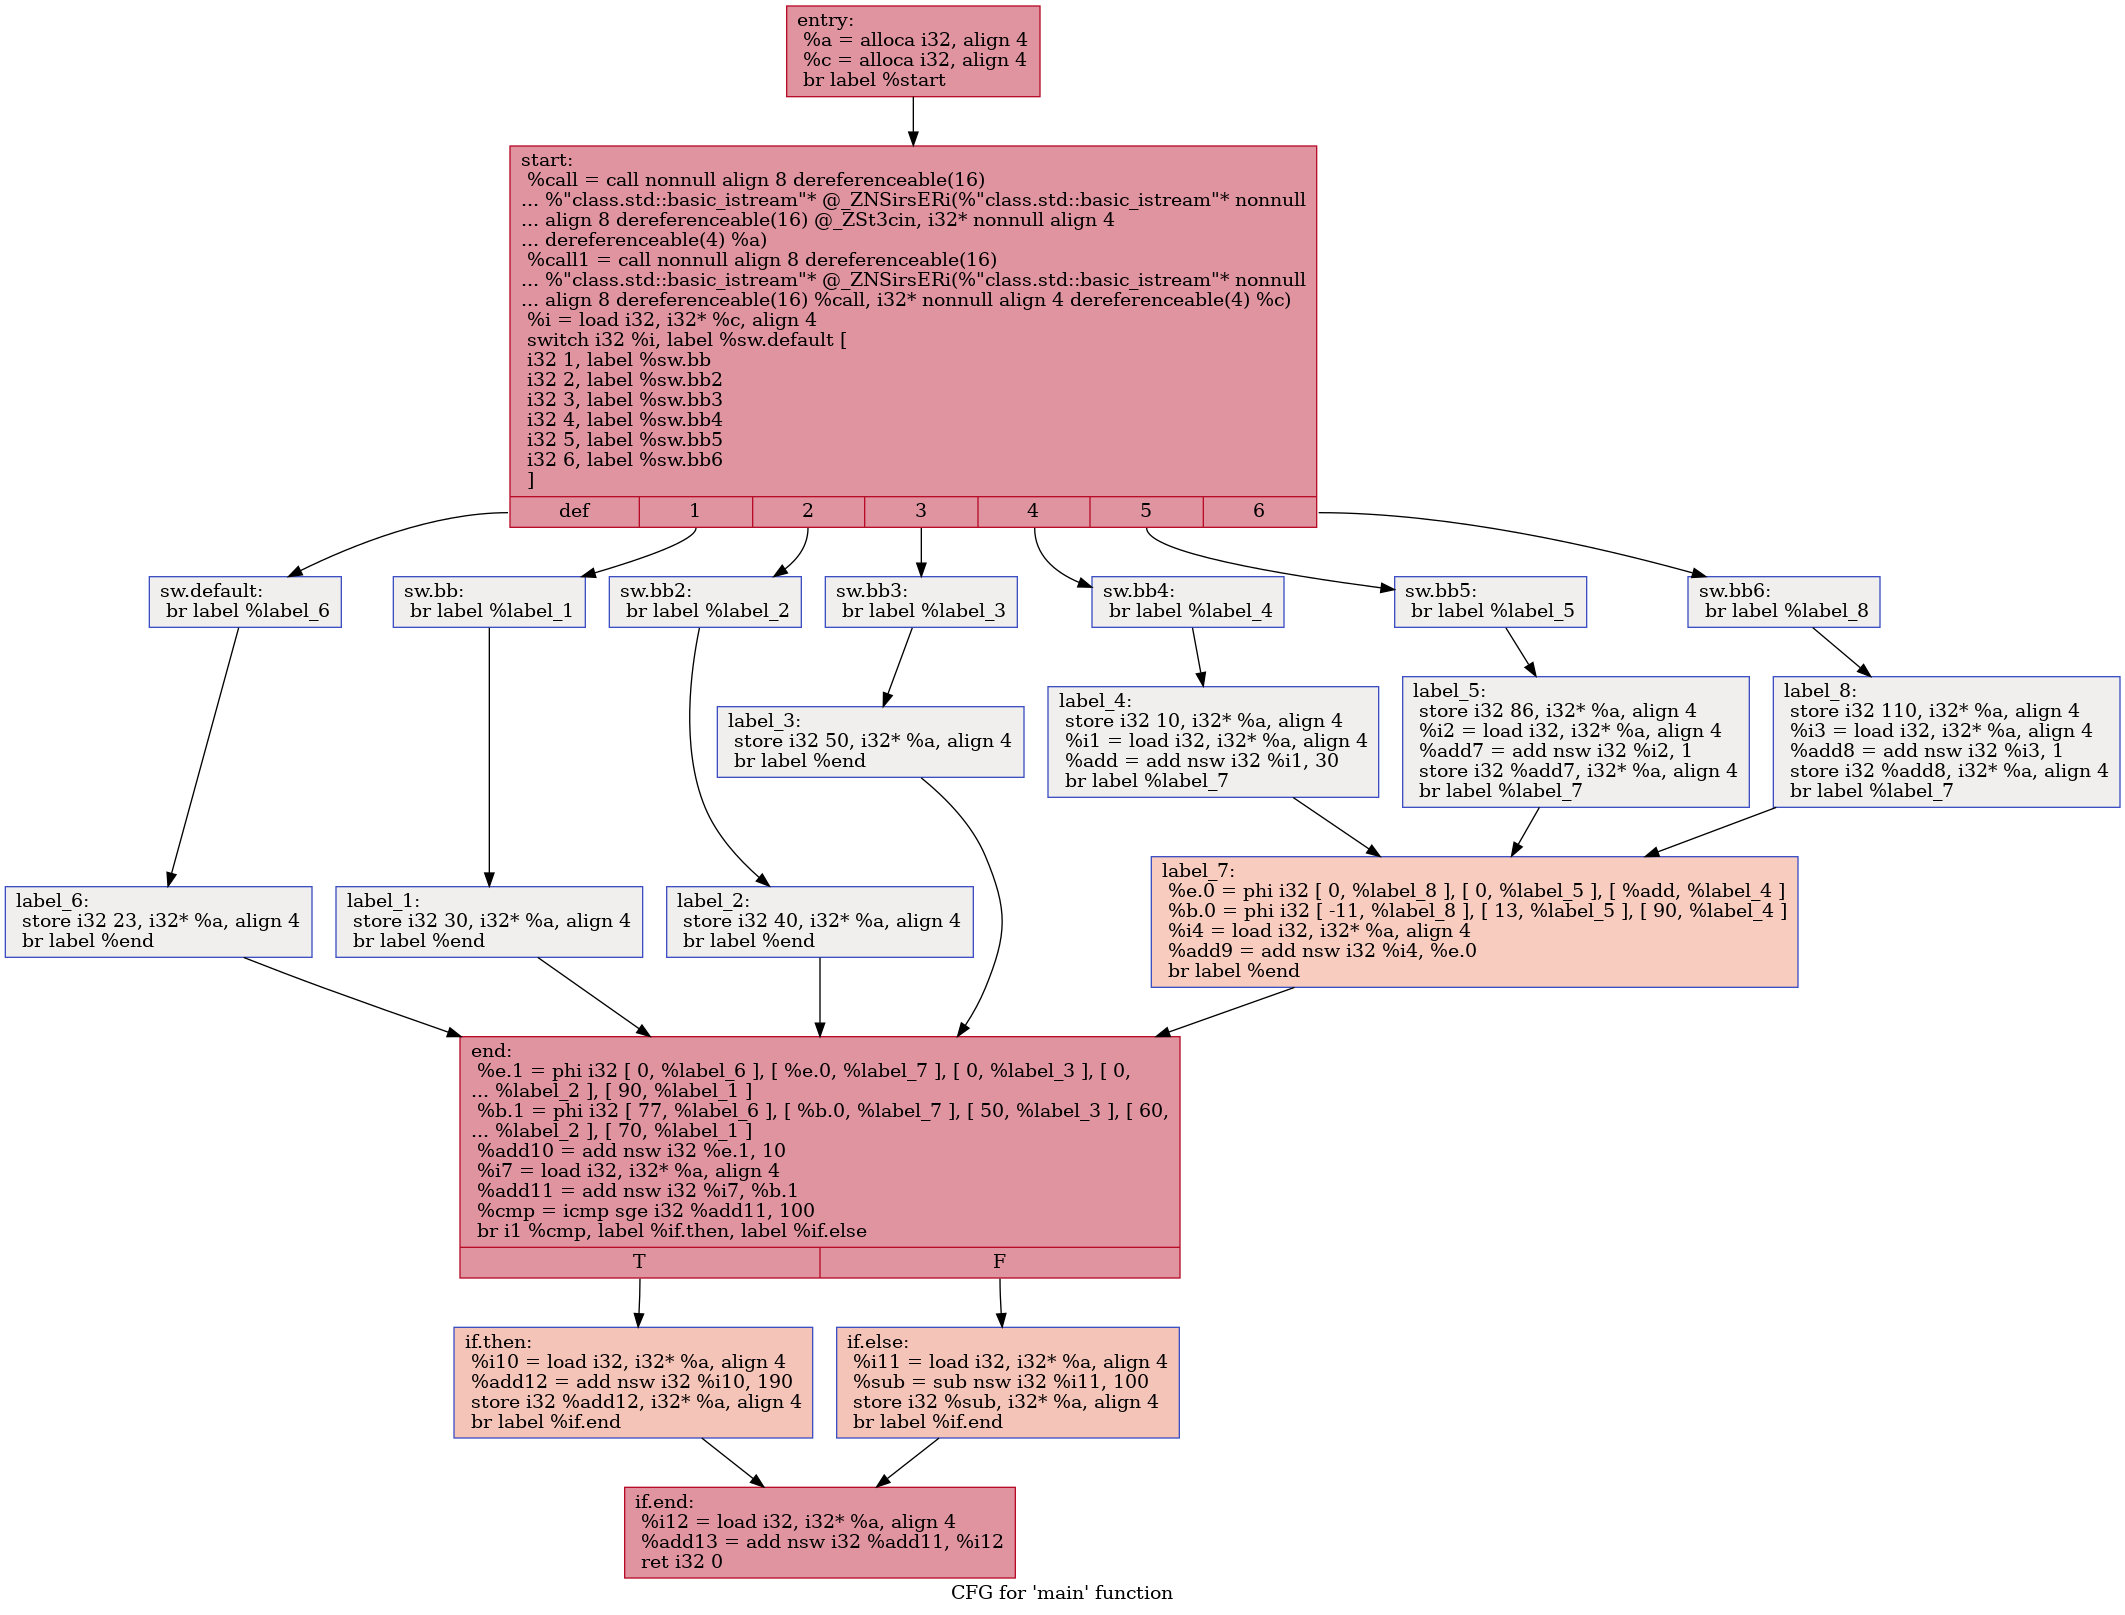 entry:
%a = alloca i32, align 4
%c = alloca i32, align 4
br label %start
start:
%call = call nonnull align 8 dereferenceable(16)
... %"class.std::basic_istream"* @_ZNSirsERi(%"class.std::basic_istream"* nonnull
... align 8 dereferenceable(16) @_ZSt3cin, i32* nonnull align 4
... dereferenceable(4) %a)
%call1 = call nonnull align 8 dereferenceable(16)
... %"class.std::basic_istream"* @_ZNSirsERi(%"class.std::basic_istream"* nonnull
... align 8 dereferenceable(16) %call, i32* nonnull align 4 dereferenceable(4) %c)
%i = load i32, i32* %c, align 4
switch i32 %i, label %sw.default [
i32 1, label %sw.bb
i32 2, label %sw.bb2
i32 3, label %sw.bb3
i32 4, label %sw.bb4
i32 5, label %sw.bb5
i32 6, label %sw.bb6
]
def 1 2 3 4 5 6
sw.default:
br label %label_6
sw.bb:
br label %label_1
sw.bb2:
br label %label_2
sw.bb3:
br label %label_3
sw.bb4:
br label %label_4
sw.bb5:
br label %label_5
sw.bb6:
br label %label_8
label_3:
store i32 50, i32* %a, align 4
br label %end
label_4:
store i32 10, i32* %a, align 4
%i1 = load i32, i32* %a, align 4
%add = add nsw i32 %i1, 30
br label %label_7
label_5:
store i32 86, i32* %a, align 4
%i2 = load i32, i32* %a, align 4
%add7 = add nsw i32 %i2, 1
store i32 %add7, i32* %a, align 4
br label %label_7
label_8:
store i32 110, i32* %a, align 4
%i3 = load i32, i32* %a, align 4
%add8 = add nsw i32 %i3, 1
store i32 %add8, i32* %a, align 4
br label %label_7
label_6:
store i32 23, i32* %a, align 4
br label %end
label_1:
store i32 30, i32* %a, align 4
br label %end
label_2:
store i32 40, i32* %a, align 4
br label %end
label_7:
%e.0 = phi i32 [ 0, %label_8 ], [ 0, %label_5 ], [ %add, %label_4 ]
%b.0 = phi i32 [ -11, %label_8 ], [ 13, %label_5 ], [ 90, %label_4 ]
%i4 = load i32, i32* %a, align 4
%add9 = add nsw i32 %i4, %e.0
br label %end
end:
%e.1 = phi i32 [ 0, %label_6 ], [ %e.0, %label_7 ], [ 0, %label_3 ], [ 0,
... %label_2 ], [ 90, %label_1 ]
%b.1 = phi i32 [ 77, %label_6 ], [ %b.0, %label_7 ], [ 50, %label_3 ], [ 60,
... %label_2 ], [ 70, %label_1 ]
%add10 = add nsw i32 %e.1, 10
%i7 = load i32, i32* %a, align 4
%add11 = add nsw i32 %i7, %b.1
%cmp = icmp sge i32 %add11, 100
br i1 %cmp, label %if.then, label %if.else
T F
if.then:
%i10 = load i32, i32* %a, align 4
%add12 = add nsw i32 %i10, 190
store i32 %add12, i32* %a, align 4
br label %if.end
if.else:
%i11 = load i32, i32* %a, align 4
%sub = sub nsw i32 %i11, 100
store i32 %sub, i32* %a, align 4
br label %if.end
if.end:
%i12 = load i32, i32* %a, align 4
%add13 = add nsw i32 %add11, %i12
ret i32 0
CFG for 'main' function